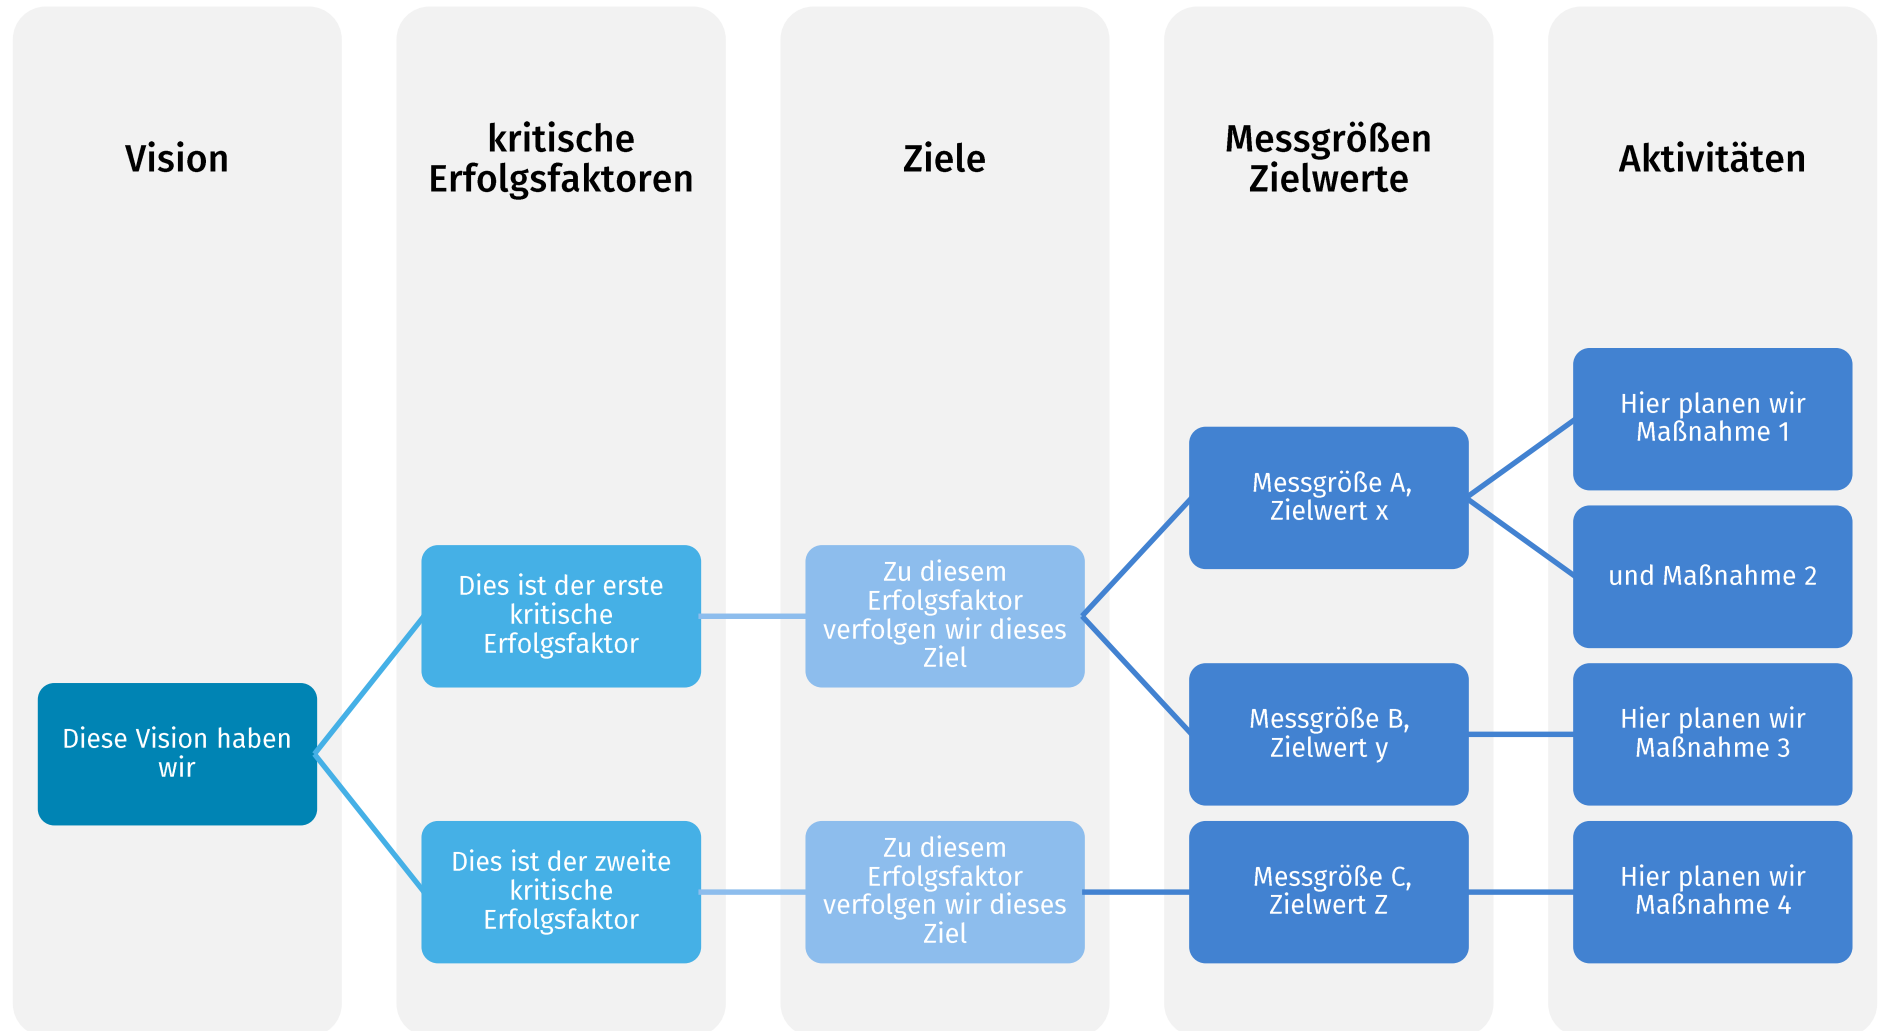 Vision
kritische
Erfolgsfaktoren
Ziele
Messgrößen
Zielwerte
Aktivitäten
Diese Vision haben
wir
Dies ist der erste
kritische
Erfolgsfaktor
Zu diesem
Erfolgsfaktor
verfolgen wir dieses
Ziel
Messgröße A,
Zielwert x
Hier planen wir
Maßnahme 1
und Maßnahme 2
Messgröße B,
Zielwert y
Hier planen wir
Maßnahme 3
Dies ist der zweite
kritische
Erfolgsfaktor
Zu diesem
Erfolgsfaktor
verfolgen wir dieses
Ziel
Messgröße C,
Zielwert Z
Hier planen wir
Maßnahme 4